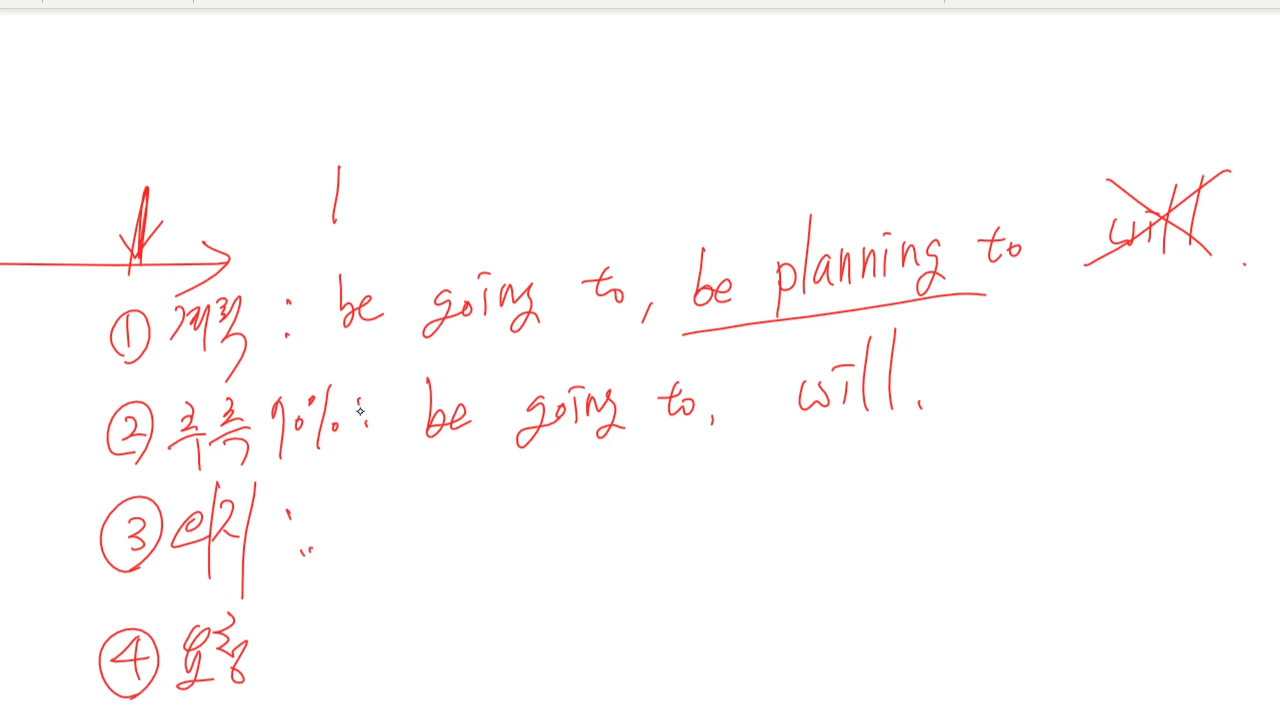 ① 계획 : be going to, be planning to will.
② 추측 90% : be going to, will.
③ 의지 :
④ 요청